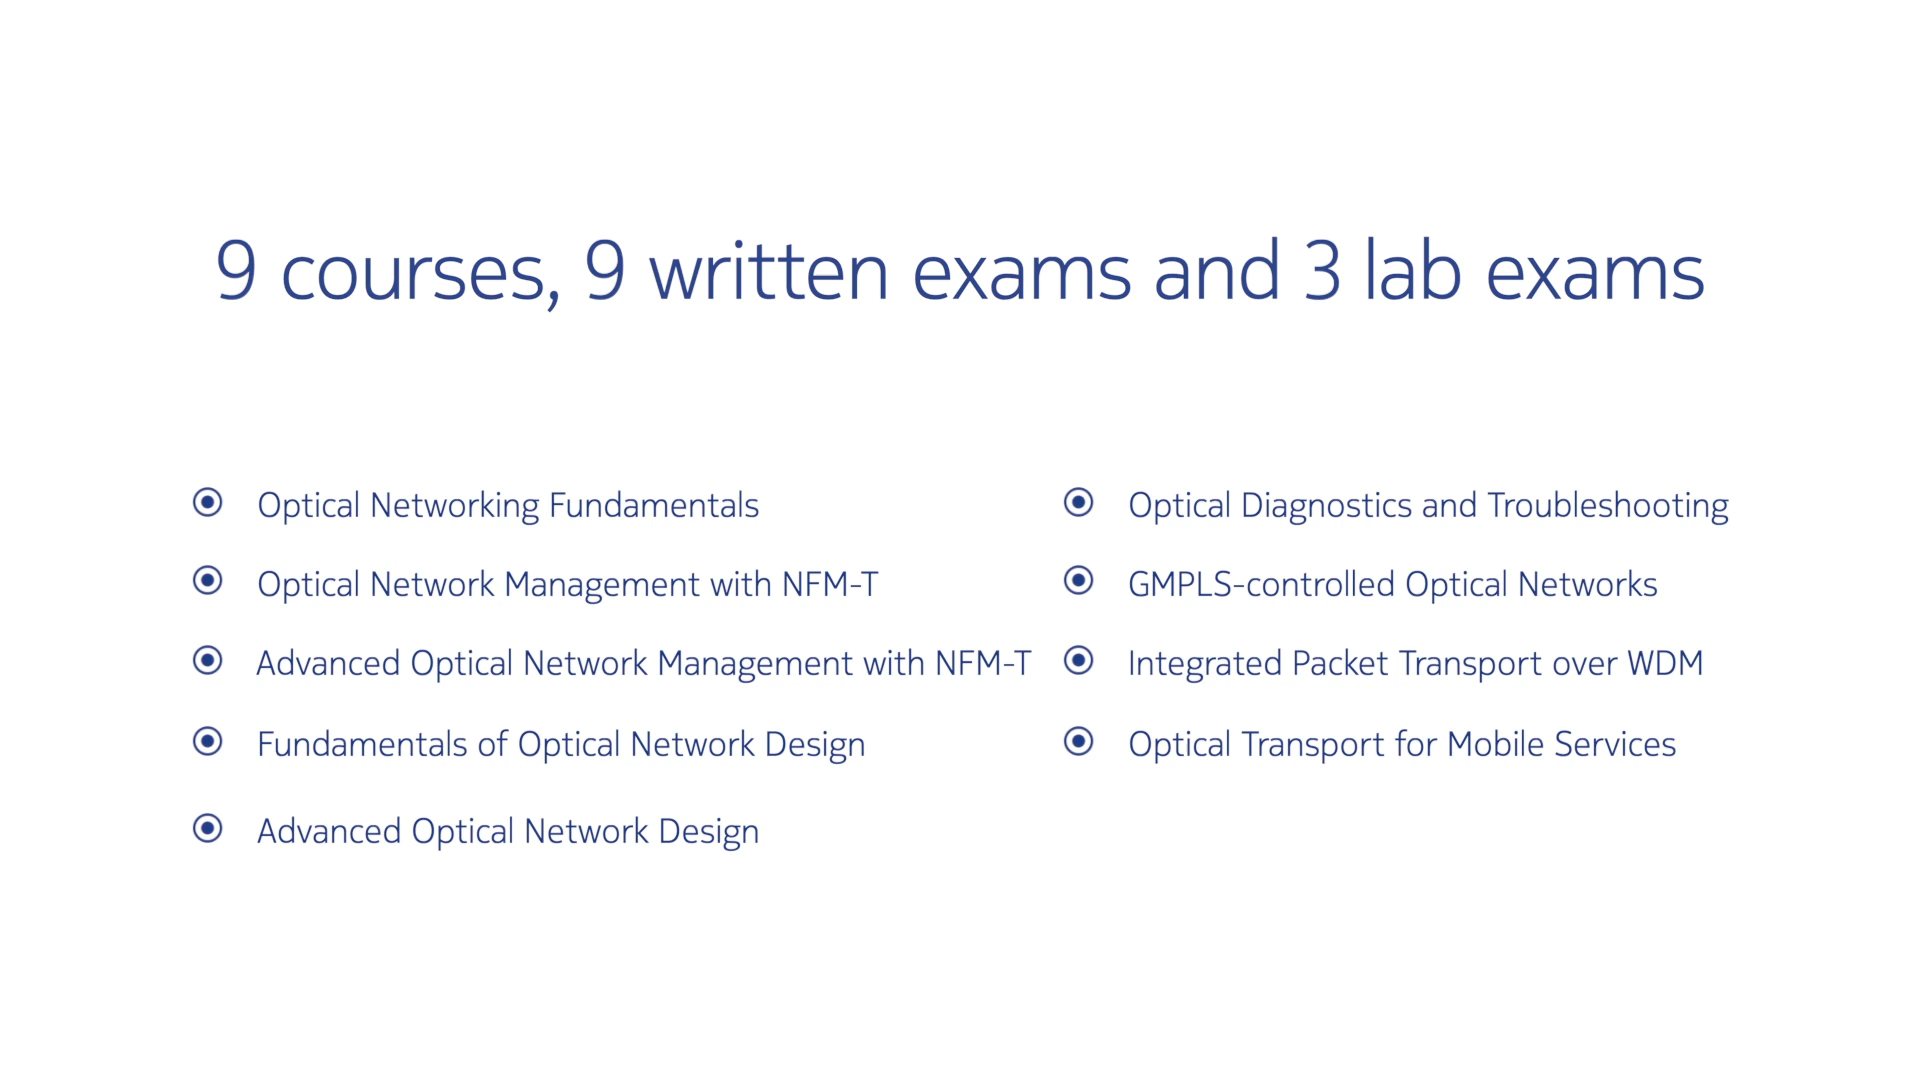 9 courses, 9 written exams and 3 lab exams
Optical Networking Fundamentals
Optical Network Management with NFM-T
Advanced Optical Network Management with NFM-T
Fundamentals of Optical Network Design
Advanced Optical Network Design
Optical Diagnostics and Troubleshooting
GMPLS-controlled Optical Networks
Integrated Packet Transport over WDM
Optical Transport for Mobile Services